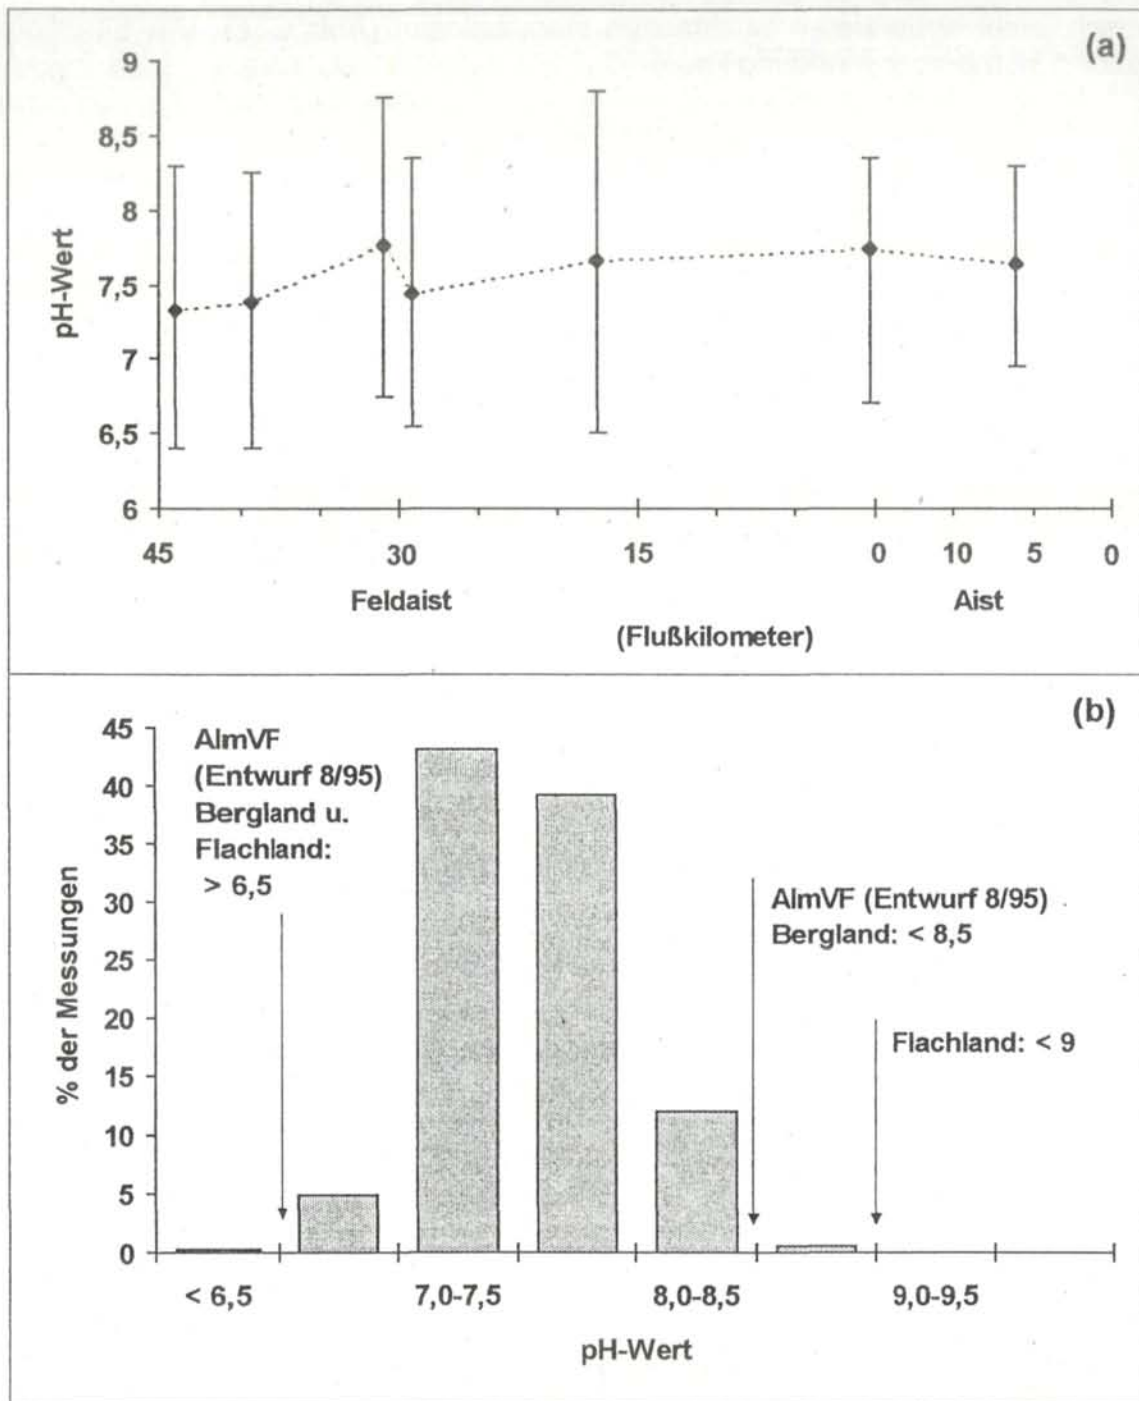 (a)
pH-Wert
9
8,5
8
7,5
7
6,5
6
45 30 15 0 10 5 0
Feldaist Aist
(Flußkilometer)
(b)
% der Messungen
45
40
35
30
25
20
15
10
5
0
AImVF
(Entwurf 8/95)
Bergland u.
Flachland:
> 6,5
AImVF (Entwurf 8/95)
Bergland: < 8,5
Flachland: < 9
< 6,5 7,0-7,5 8,0-8,5 9,0-9,5
pH-Wert